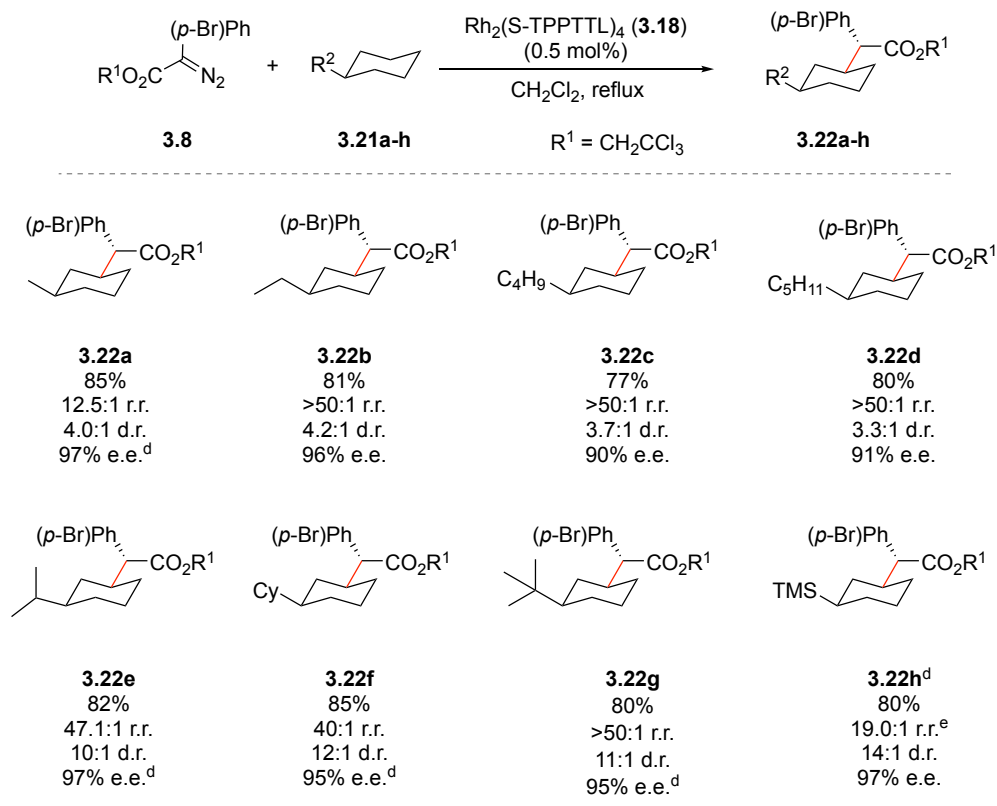 (p-Br)Ph
R1O2C
N2
+
R2
Rh2(S-TPPTTL)4 (3.18)
(0.5 mol%)
CH2Cl2, reflux
(p-Br)Ph
CO2R1
R2
3.8
3.21a-h
R1 = CH2CCl3
3.22a-h
(p-Br)Ph
CO2R1
3.22a
85%
12.5:1 r.r.
4.0:1 d.r.
97% e.e.d
(p-Br)Ph
CO2R1
3.22b
81%
>50:1 r.r.
4.2:1 d.r.
96% e.e.
(p-Br)Ph
CO2R1
C4H9
3.22c
77%
>50:1 r.r.
3.7:1 d.r.
90% e.e.
(p-Br)Ph
CO2R1
C5H11
3.22d
80%
>50:1 r.r.
3.3:1 d.r.
91% e.e.
(p-Br)Ph
CO2R1
3.22e
82%
47.1:1 r.r.
10:1 d.r.
97% e.e.d
(p-Br)Ph
CO2R1
Cy
3.22f
85%
40:1 r.r.
12:1 d.r.
95% e.e.d
(p-Br)Ph
CO2R1
3.22g
80%
>50:1 r.r.
11:1 d.r.
95% e.e.d
(p-Br)Ph
CO2R1
TMS
3.22hd
80%
19.0:1 r.r.e
14:1 d.r.
97% e.e.